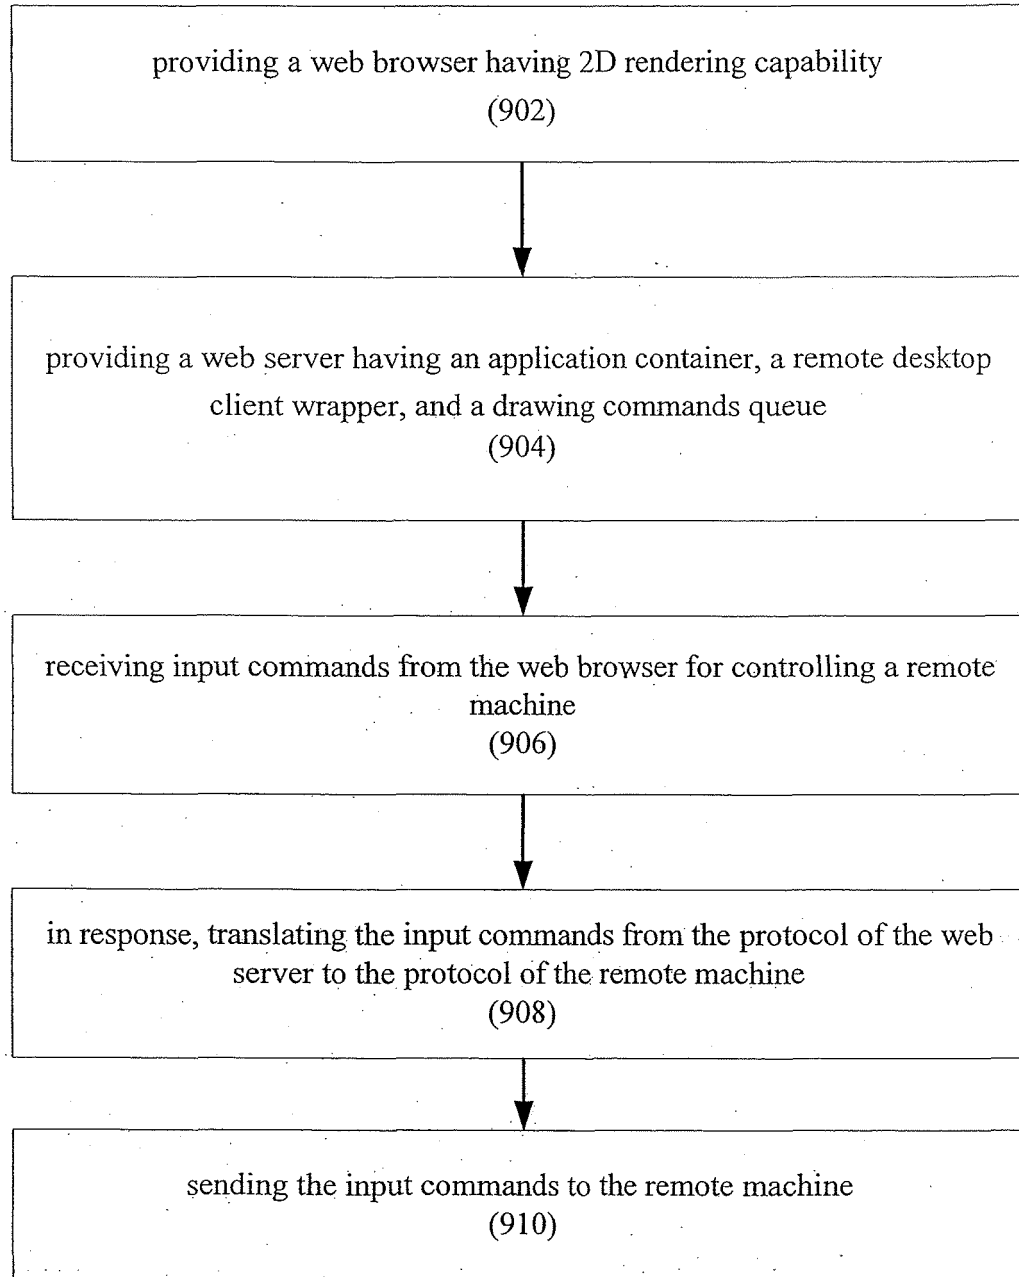 providing a web browser having 2D rendering capability
(902)
providing a web server having an application container, a remote desktop
client wrapper, and a drawing commands queue
(904)
receiving input commands from the web browser for controlling a remote
machine
(906)
in response, translating the input commands from the protocol of the web
server to the protocol of the remote machine
(908)
sending the input commands to the remote machine
(910)